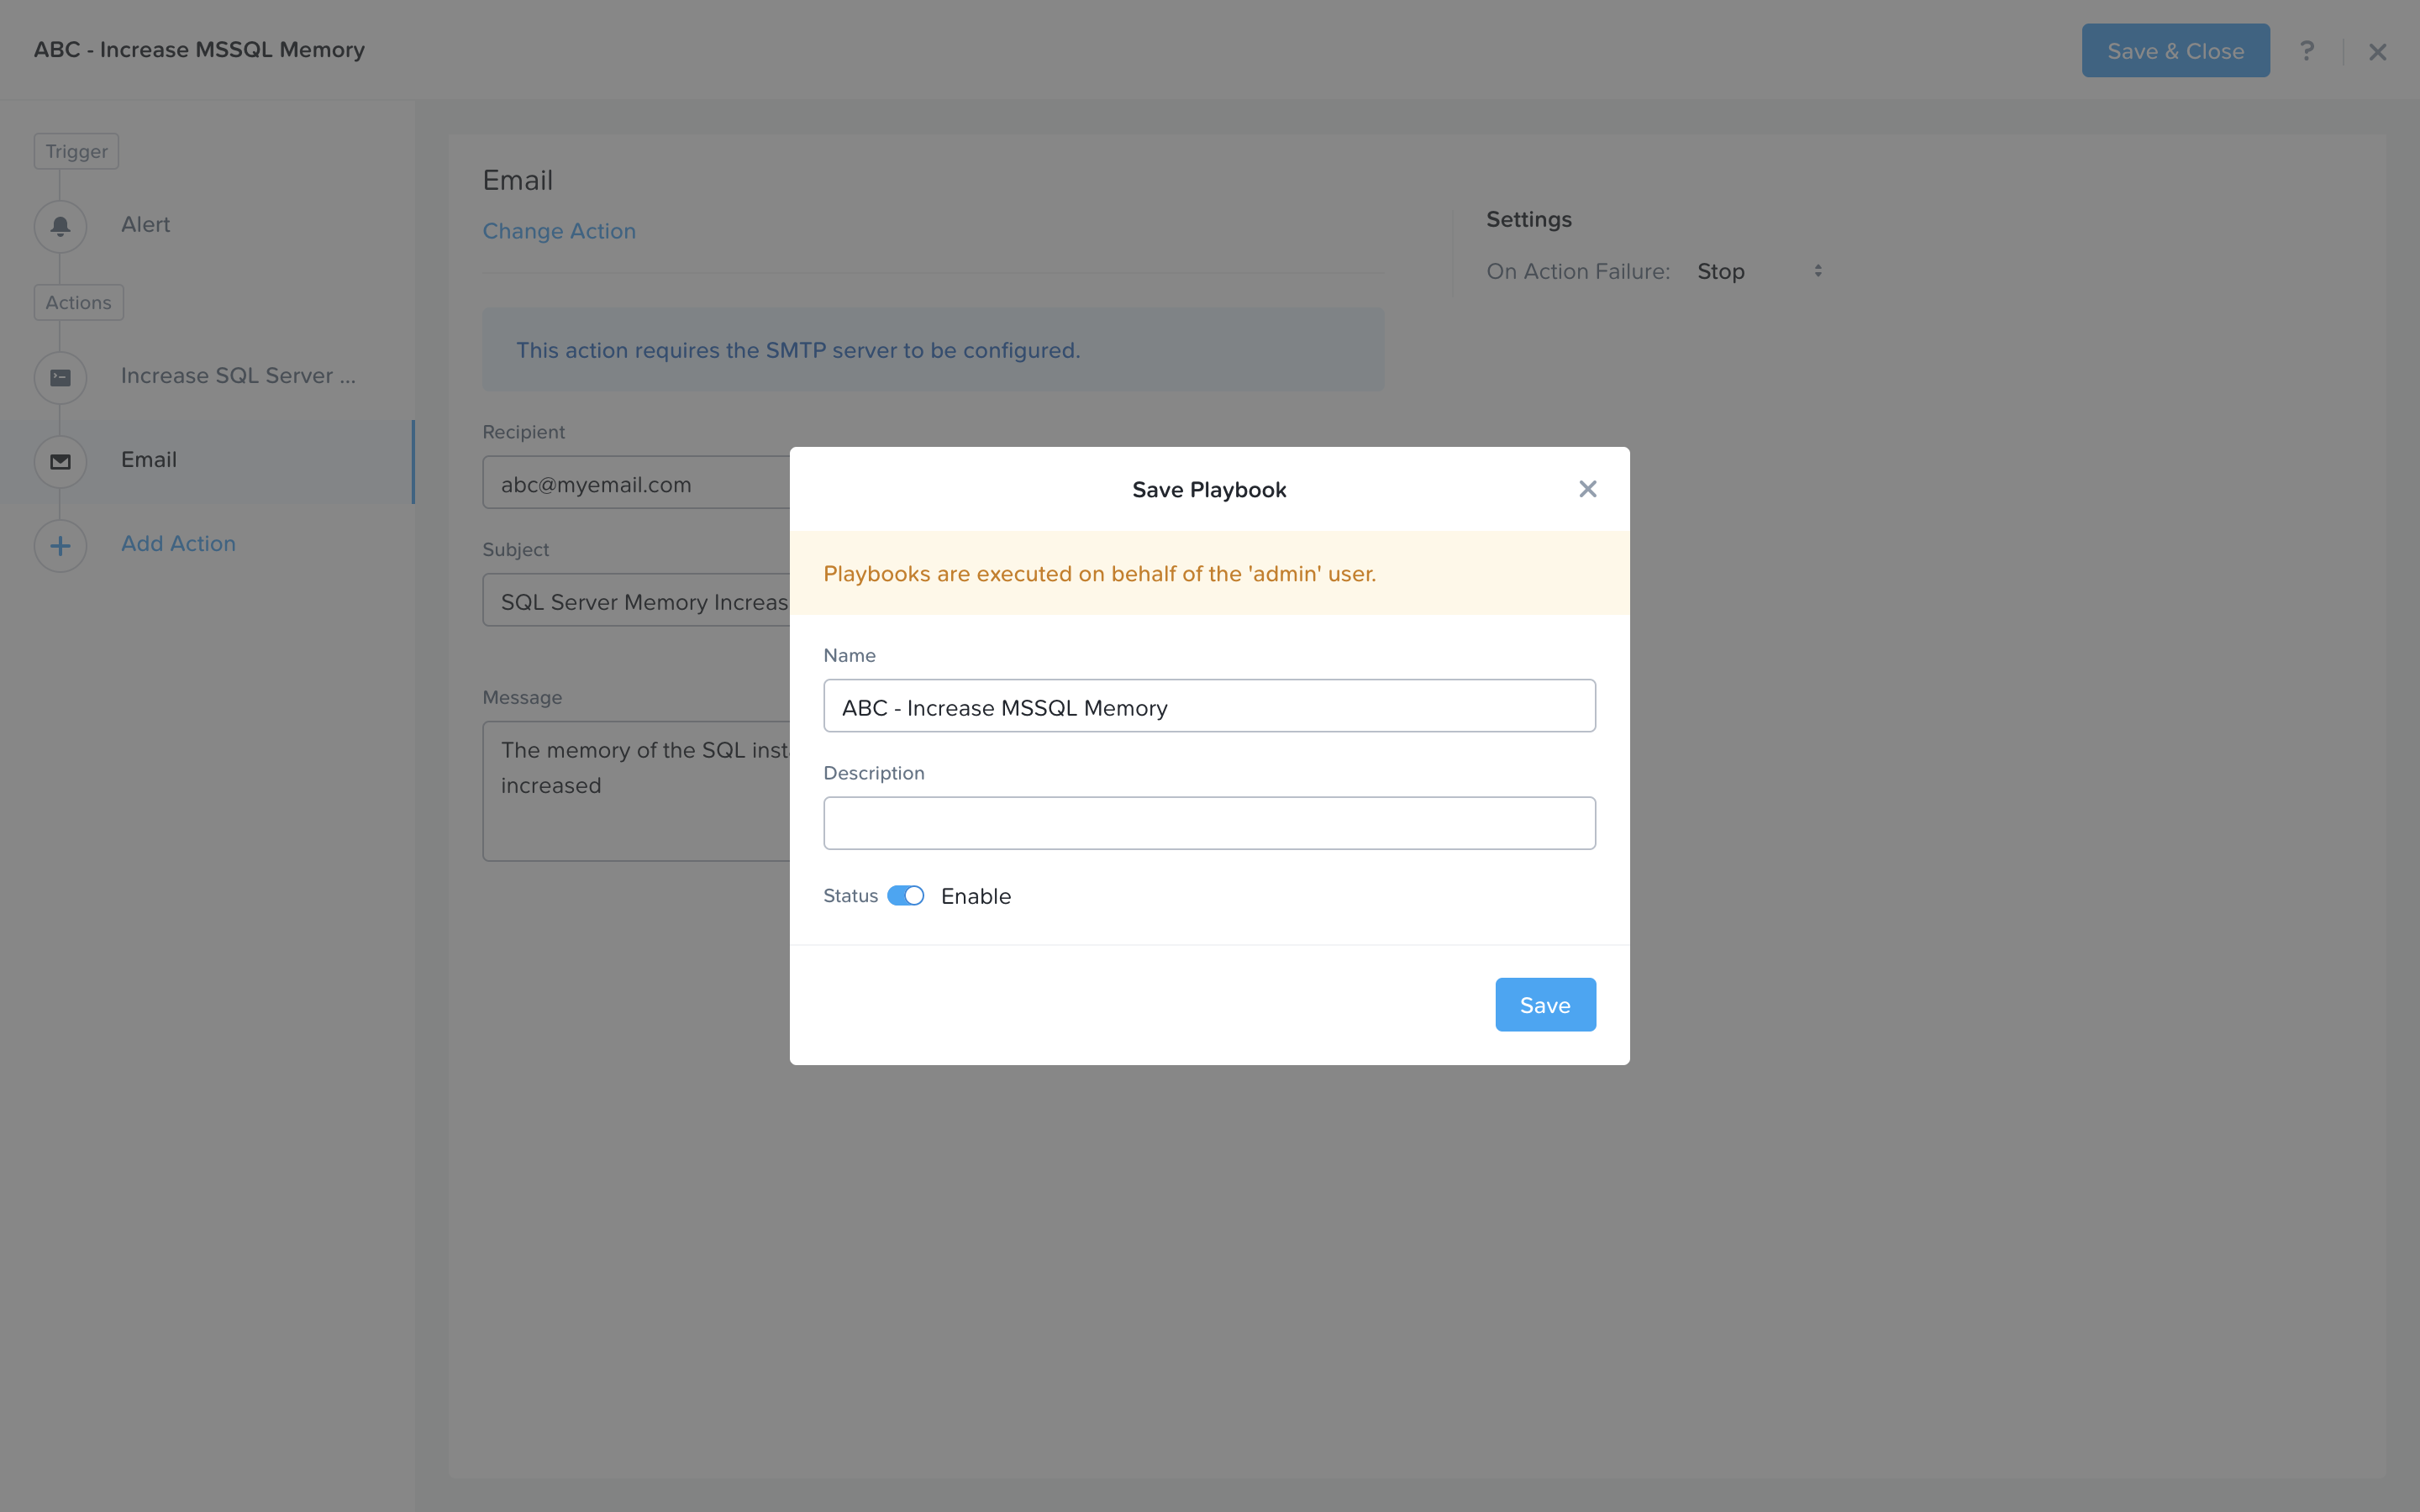 ABC - Increase MSSQL Memory
Save & Close
?
Trigger
Alert
Actions
Increase SQL Server ...
Email
Add Action
Email
Change Action
Settings
On Action Failure: Stop
This action requires the SMTP server to be configured.
Recipient
abc@myemail.com
Subject
SQL Server Memory Increas
Message
The memory of the SQL inst
increased
Save Playbook
Playbooks are executed on behalf of the 'admin' user.
Name
ABC - Increase MSSQL Memory
Description
Status Enable
Save